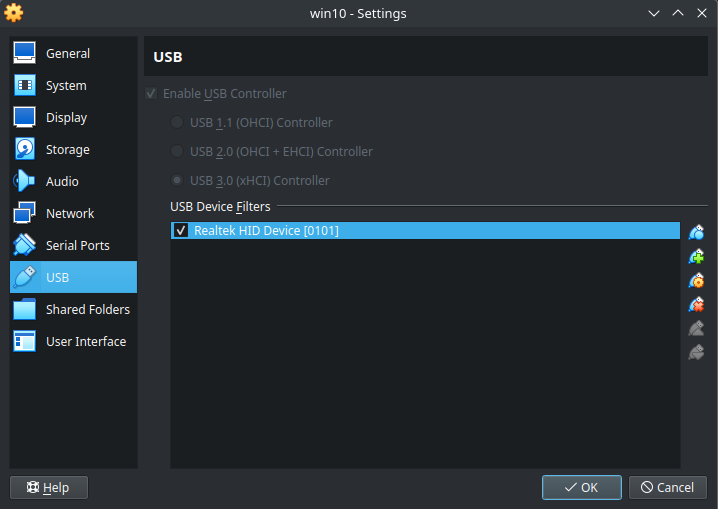 win10 - Settings
General
System
Display
Storage
Audio
Network
Serial Ports
USB
Shared Folders
User Interface
USB
Enable USB Controller
USB 1.1 (OHCI) Controller
USB 2.0 (OHCI + EHCI) Controller
USB 3.0 (xHCI) Controller
USB Device Filters
Realtek HID Device [0101]
Help
OK
Cancel